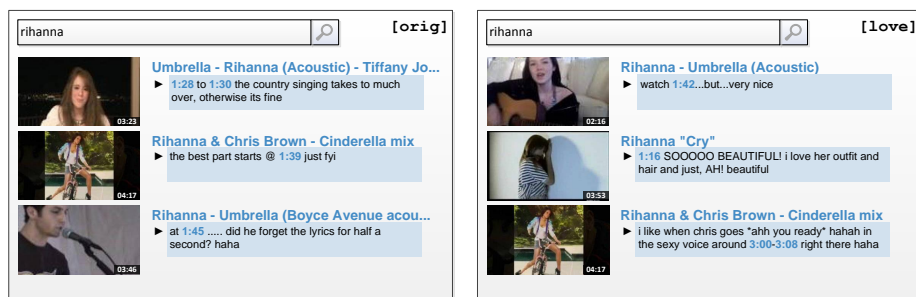 rihanna
[orig]
Umbrella - Rihanna (Acoustic) - Tiffany Jo...
► 1:28 to 1:30 the country singing takes to much
over, otherwise its fine
03:23
Rihanna & Chris Brown - Cinderella mix
► the best part starts @ 1:39 just fyi
04:17
Rihanna - Umbrella (Boyce Avenue acou...
► at 1:45 ..... did he forget the lyrics for half a
second? haha
03:46
rihanna
[love]
Rihanna - Umbrella (Acoustic)
► watch 1:42...but...very nice
02:16
Rihanna "Cry"
► 1:16 SOOOOO BEAUTIFUL! i love her outfit and
hair and just, AH! beautiful
03:53
Rihanna & Chris Brown - Cinderella mix
► i like when chris goes *ahh you ready* hahah in
the sexy voice around 3:00-3:08 right there haha
04:17